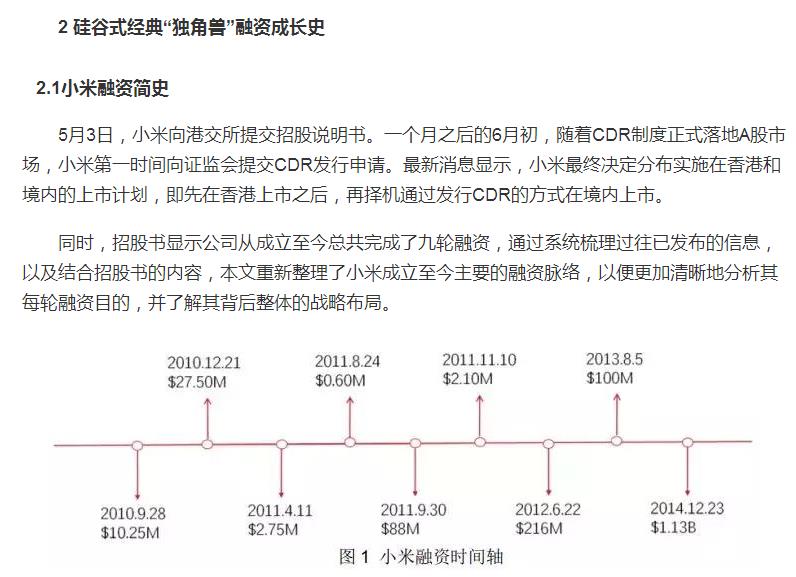 2 硅谷式经典“独角兽”融资成长史
2.1小米融资简史
5月3日，小米向港交所提交招股说明书。一个月之后的6月初，随着CDR制度正式落地A股市
场，小米第一时间向证监会提交CDR发行申请。最新消息显示，小米最终决定分布实施在香港和
境内的上市计划，即先在香港上市之后，再择机通过发行CDR的方式在境内上市。
同时，招股书显示公司从成立至今总共完成了九轮融资，通过系统梳理过往已发布的信息，
以及结合招股书的内容，本文重新整理了小米成立至今主要的融资脉络，以便更加清晰地分析其
每轮融资目的，并了解其背后整体的战略布局。
2010.12.21
$27.50M
2011.8.24
$0.60M
2011.11.10
$2.10M
2013.8.5
$100M
2010.9.28
$10.25M
2011.4.11
$2.75M
2011.9.30
$88M
2012.6.22
$216M
2014.12.23
$1.13B
图 1 小米融资时间轴